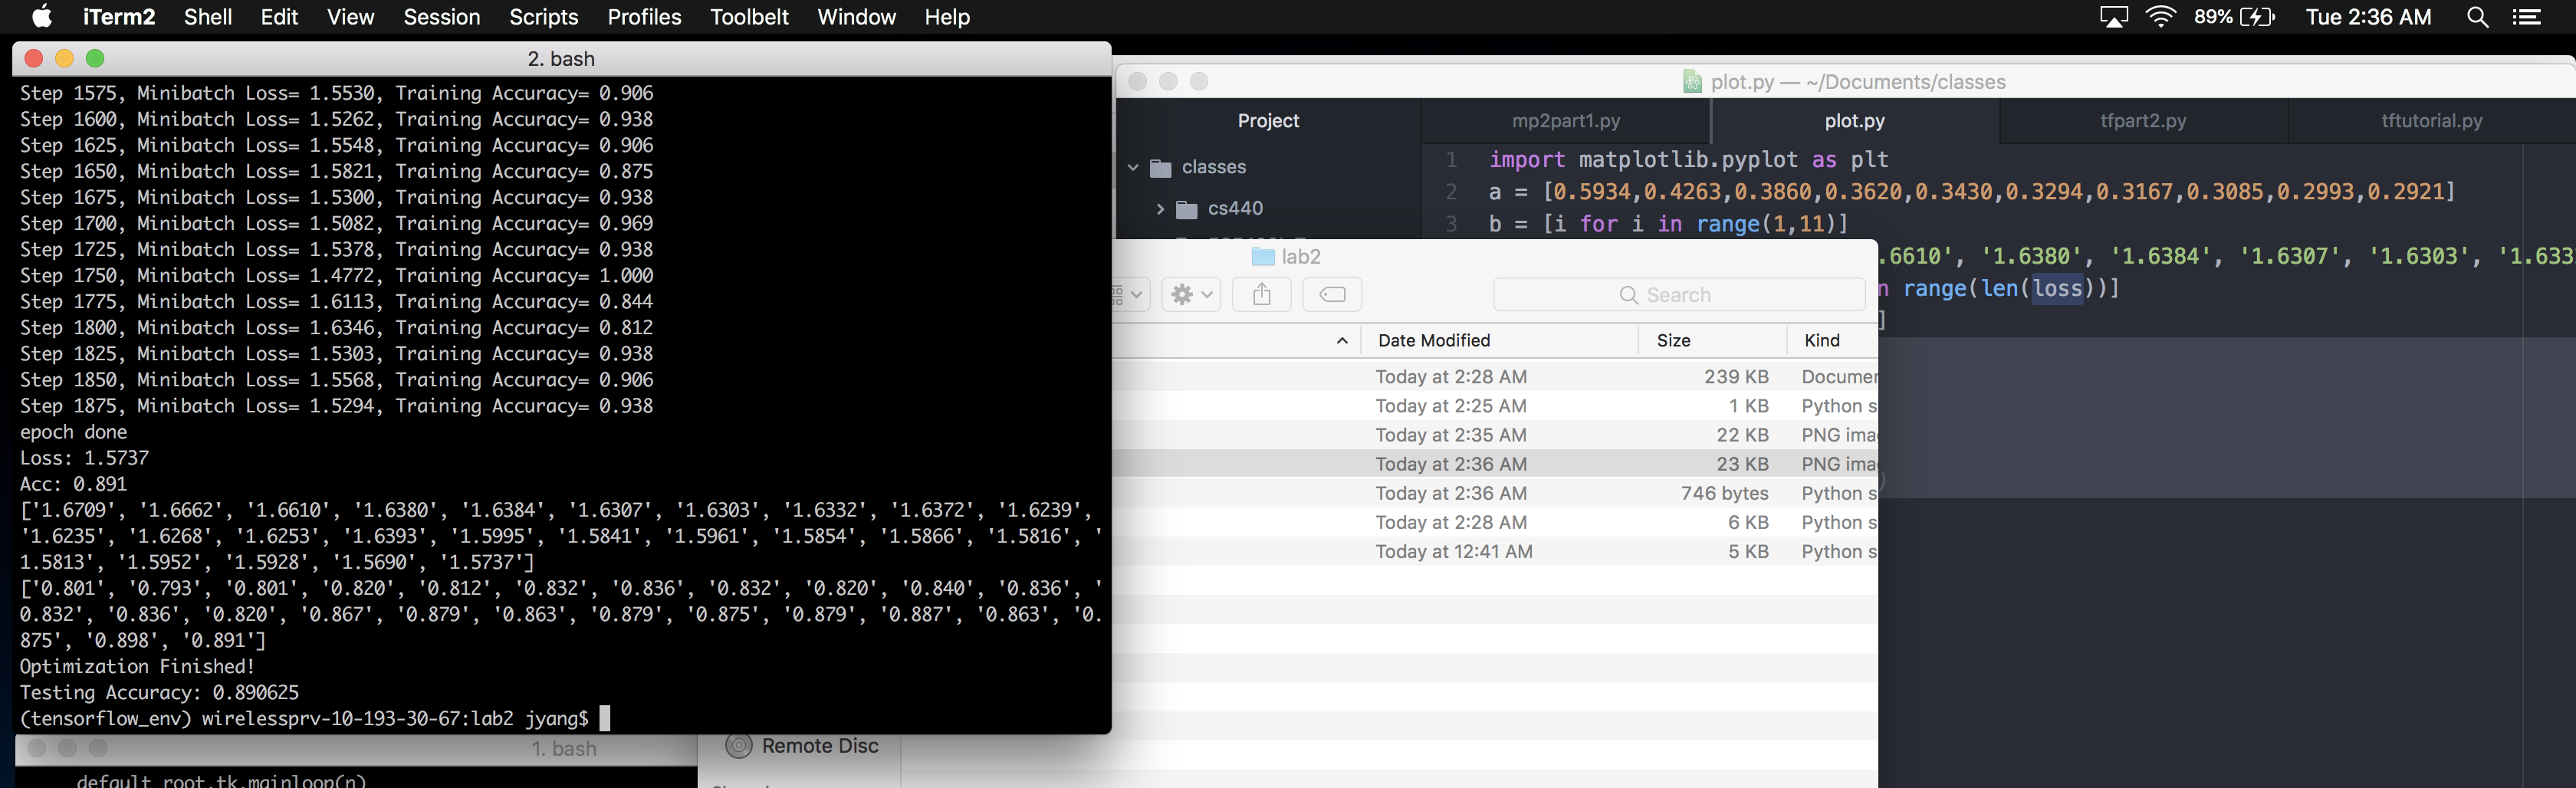 iTerm2 Shell Edit View Session Scripts Profiles Toolbelt Window Help 89% Tue 2:36 AM
2. bash
Step 1575, Minibatch Loss= 1.5530, Training Accuracy= 0.906
Step 1600, Minibatch Loss= 1.5262, Training Accuracy= 0.938
Step 1625, Minibatch Loss= 1.5548, Training Accuracy= 0.906
Step 1650, Minibatch Loss= 1.5821, Training Accuracy= 0.875
Step 1675, Minibatch Loss= 1.5300, Training Accuracy= 0.938
Step 1700, Minibatch Loss= 1.5082, Training Accuracy= 0.969
Step 1725, Minibatch Loss= 1.5378, Training Accuracy= 0.938
Step 1750, Minibatch Loss= 1.4772, Training Accuracy= 1.000
Step 1775, Minibatch Loss= 1.6113, Training Accuracy= 0.844
Step 1800, Minibatch Loss= 1.6346, Training Accuracy= 0.812
Step 1825, Minibatch Loss= 1.5303, Training Accuracy= 0.938
Step 1850, Minibatch Loss= 1.5568, Training Accuracy= 0.906
Step 1875, Minibatch Loss= 1.5294, Training Accuracy= 0.938
epoch done
Loss: 1.5737
Acc: 0.891
['1.6709', '1.6662', '1.6610', '1.6380', '1.6384', '1.6307', '1.6303', '1.6332', '1.6372', '1.6239',
'1.6235', '1.6268', '1.6253', '1.6393', '1.5995', '1.5841', '1.5961', '1.5854', '1.5866', '1.5816', '
1.5813', '1.5952', '1.5928', '1.5690', '1.5737']
['0.801', '0.793', '0.801', '0.820', '0.812', '0.832', '0.836', '0.832', '0.820', '0.840', '0.836', '
0.832', '0.836', '0.820', '0.867', '0.879', '0.863', '0.879', '0.875', '0.879', '0.887', '0.863', '0.
875', '0.898', '0.891']
Optimization Finished!
Testing Accuracy: 0.890625
(tensorflow_env) wirelessprv-10-193-30-67:lab2 jyang$
1. bash
default_root.tk.mainloop(n)
Remote Disc
plot.py — ~/Documents/classes
Project
classes
cs440
mp2part1.py plot.py tfpart2.py tftutorial.py
1 import matplotlib.pyplot as plt
2 a = [0.5934,0.4263,0.3860,0.3620,0.3430,0.3294,0.3167,0.3085,0.2993,0.2921]
3 b = [i for i in range(1,11)]
.6610', '1.6380', '1.6384', '1.6307', '1.6303', '1.633
n range(len(loss))]
]
lab2
Search
Date Modified Size Kind
Today at 2:28 AM 239 KB Documen
Today at 2:25 AM 1 KB Python s
Today at 2:35 AM 22 KB PNG ima
Today at 2:36 AM 23 KB PNG ima
Today at 2:36 AM 746 bytes Python s
Today at 2:28 AM 6 KB Python s
Today at 12:41 AM 5 KB Python s